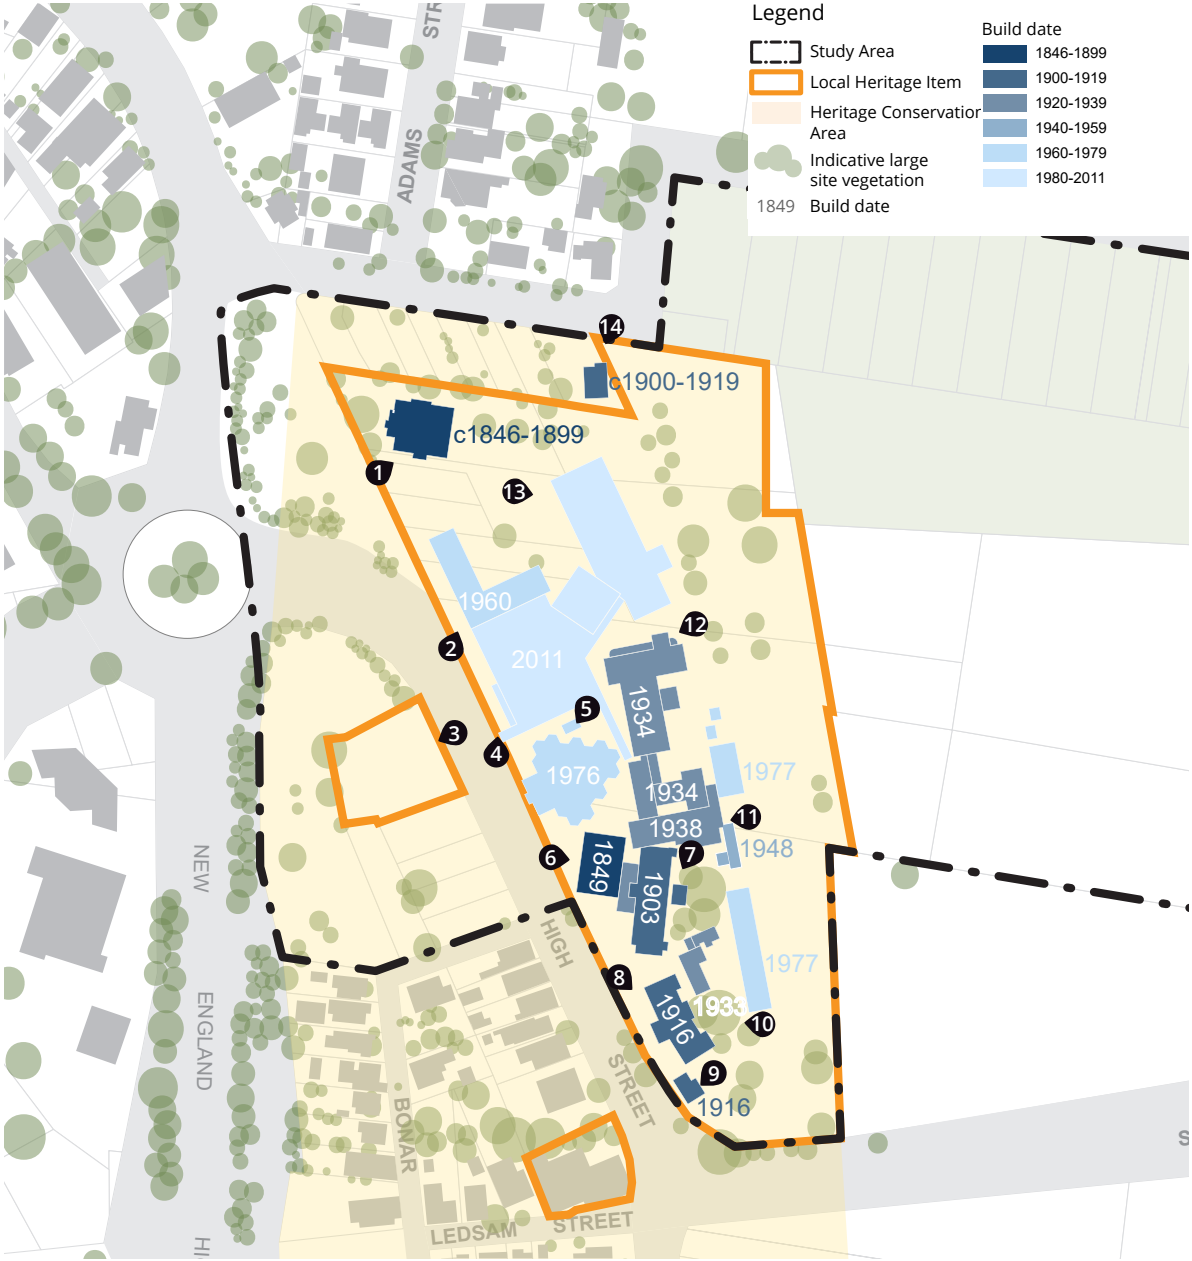 Legend
Study Area
Local Heritage Item
Heritage Conservation
Area
Indicative large
site vegetation
1849 Build date
Build date
1846-1899
1900-1919
1920-1939
1940-1959
1960-1979
1980-2011
STR
ADAMS
14
c1900-1919
c1846-1899
1
13
1960
12
2
2011
5
1934
3
4
1976
1977
1934
11
1938
1948
6
7
1849
1903
NEW
HIGH
8
1977
1933
1916
10
ENGLAND
9
STREET
1916
BONAR
S
STREET
LEDSAM
HI